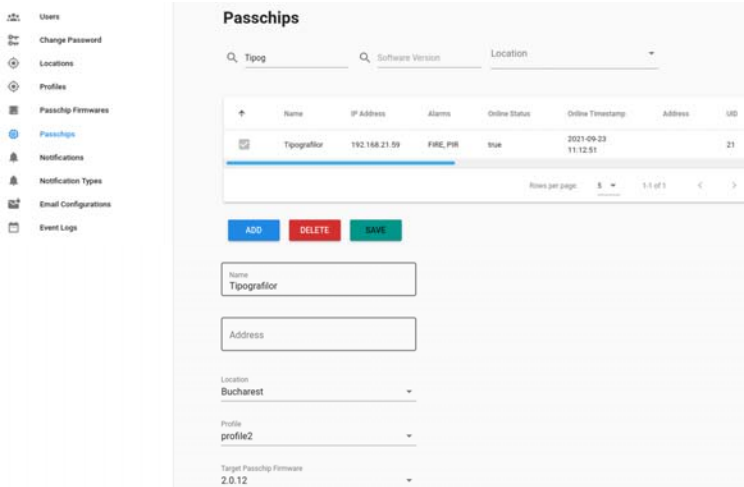 Users
Change Password
Locations
Profiles
Passchip Firmwares
Passchips
Notifications
Notification Types
Email Configurations
Event Logs
Passchips
Tipog
Software Version
Location
Name IP Address Alarms Online Status Online Timestamp Address UID
Tipografilor 192.168.21.59 FIRE, PIR true 2021-09-23 21
11:12:51
Rows per page: 5 1-1 of 1
ADD DELETE SAVE
Name
Tipografilor
Address
Location
Bucharest
Profile
profile2
Target Passchip Firmware
2.0.12